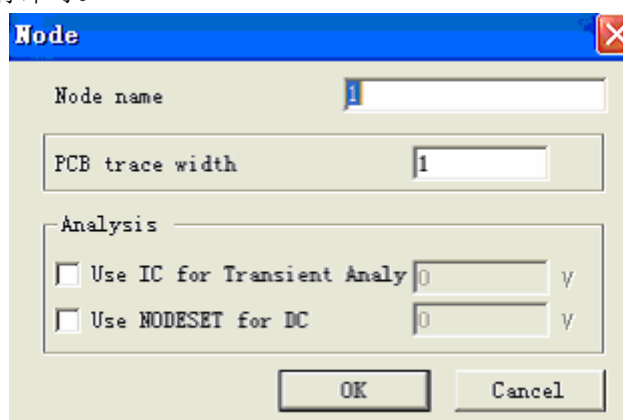 Node
Node name 1
PCB trace width 1
Analysis
Use IC for Transient Analy 0 V
Use NODESET for DC 0 V
OK Cancel